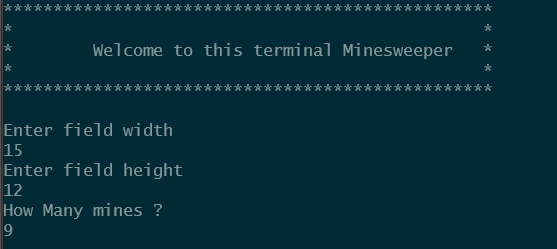 *************************************************
*                                               *
*        Welcome to this terminal Minesweeper   *
*                                               *
*************************************************
Enter field width
15
Enter field height
12
How Many mines ?
9